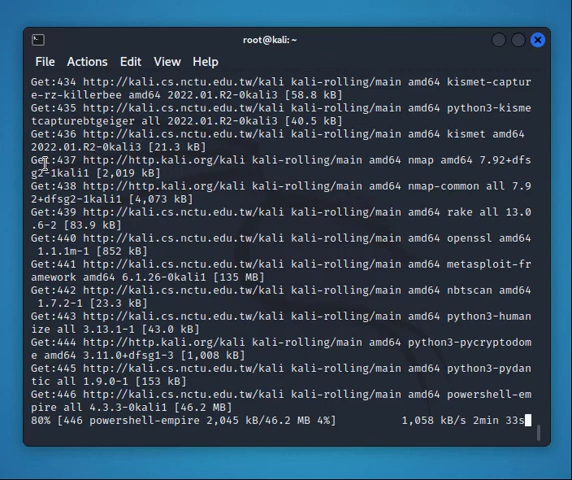 root@kali: ~
File Actions Edit View Help
Get:434 http://kali.cs.nctu.edu.tw/kali kali-rolling/main amd64 kismet-captur
e-rz-killerbee amd64 2022.01.R2-0kali3 [58.8 kB]
Get:435 http://kali.cs.nctu.edu.tw/kali kali-rolling/main amd64 python3-kisme
tcapturebtgeiger all 2022.01.R2-0kali3 [40.5 kB]
Get:436 http://kali.cs.nctu.edu.tw/kali kali-rolling/main amd64 kismet amd64
2022.01.R2-0kali3 [21.3 kB]
Get:437 http://http.kali.org/kali kali-rolling/main amd64 nmap amd64 7.92+dfs
g2-1kali1 [2,019 kB]
Get:438 http://http.kali.org/kali kali-rolling/main amd64 nmap-common all 7.9
2+dfsg2-1kali1 [4,073 kB]
Get:439 http://kali.cs.nctu.edu.tw/kali kali-rolling/main amd64 rake all 13.0
.6-2 [83.9 kB]
Get:440 http://kali.cs.nctu.edu.tw/kali kali-rolling/main amd64 openssl amd64
1.1.1m-1 [852 kB]
Get:441 http://kali.cs.nctu.edu.tw/kali kali-rolling/main amd64 metasploit-fr
amework amd64 6.1.26-0kali1 [135 MB]
Get:442 http://kali.cs.nctu.edu.tw/kali kali-rolling/main amd64 nbtscan amd64
1.7.2-1 [23.3 kB]
Get:443 http://kali.cs.nctu.edu.tw/kali kali-rolling/main amd64 python3-human
ize all 3.13.1-1 [43.0 kB]
Get:444 http://http.kali.org/kali kali-rolling/main amd64 python3-pycryptodom
e amd64 3.11.0+dfsg1-3 [1,008 kB]
Get:445 http://kali.cs.nctu.edu.tw/kali kali-rolling/main amd64 python3-pydan
tic all 1.9.0-1 [153 kB]
Get:446 http://kali.cs.nctu.edu.tw/kali kali-rolling/main amd64 powershell-em
pire all 4.3.3-0kali1 [46.2 MB]
80% [446 powershell-empire 2,045 kB/46.2 MB 4%] 1,058 kB/s 2min 33s